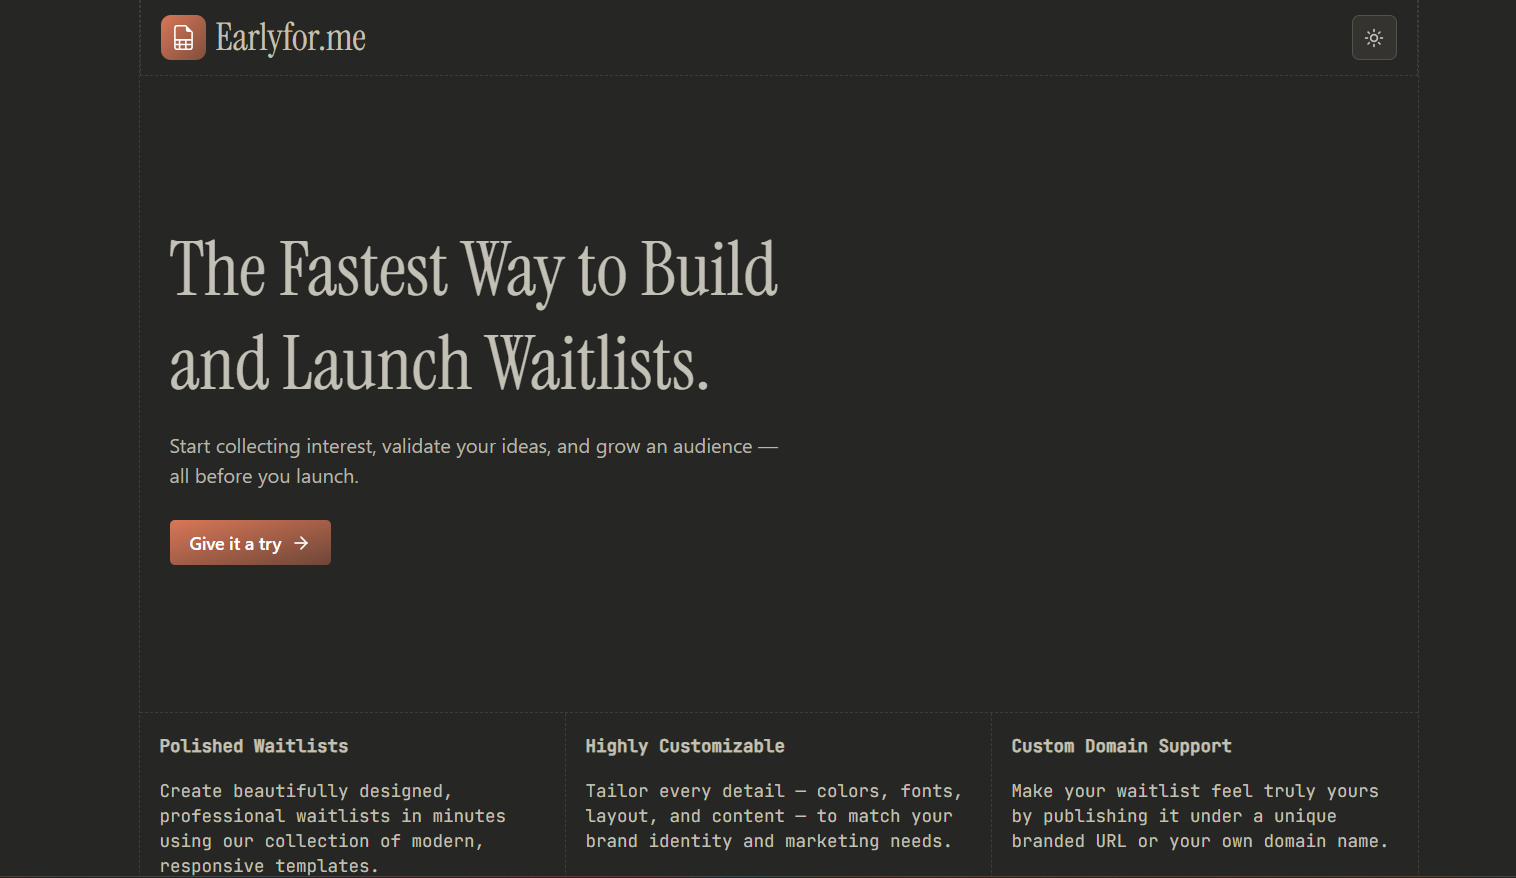 Earlyfor.me
The Fastest Way to Build
and Launch Waitlists.
Start collecting interest, validate your ideas, and grow an audience —
all before you launch.
Give it a try →
Polished Waitlists
Create beautifully designed,
professional waitlists in minutes
using our collection of modern,
responsive templates.
Highly Customizable
Tailor every detail — colors, fonts,
layout, and content — to match your
brand identity and marketing needs.
Custom Domain Support
Make your waitlist feel truly yours
by publishing it under a unique
branded URL or your own domain name.